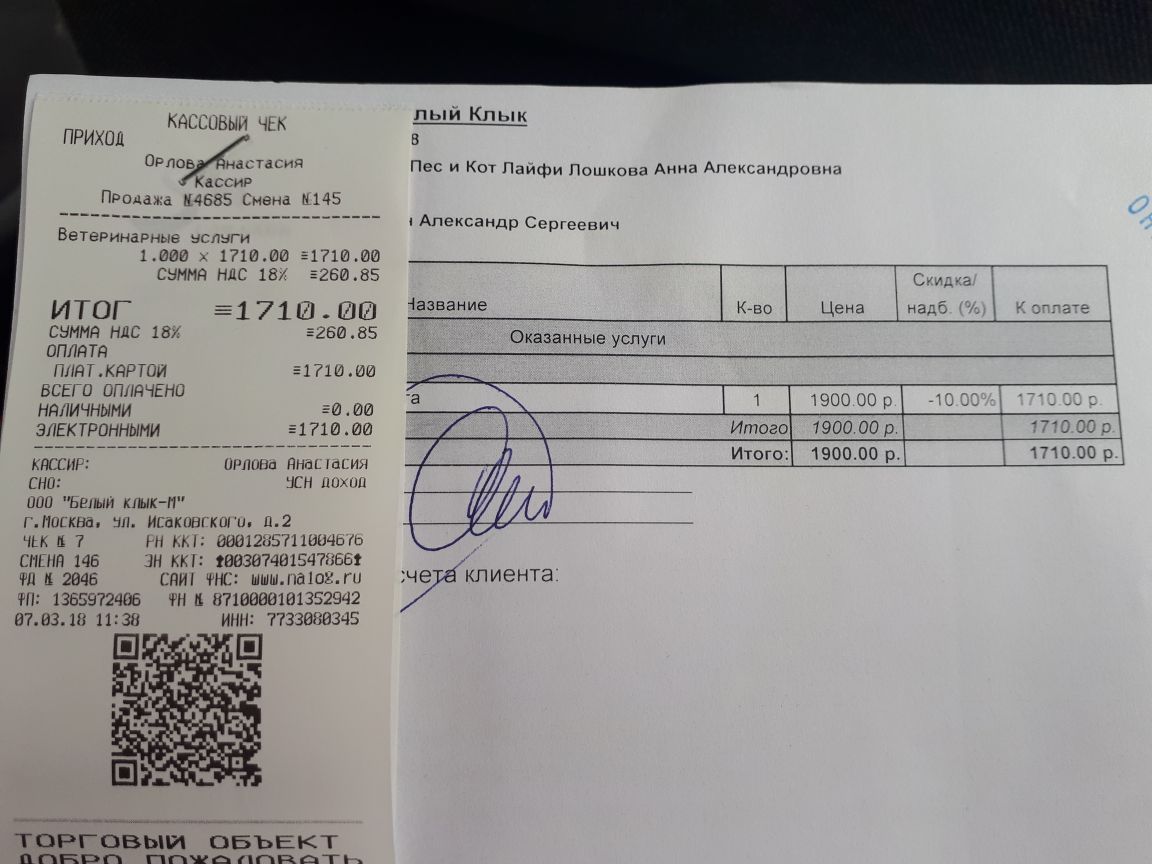 КАССОВЫЙ ЧЕК
ПРИХОД
Орлова Анастасия
Кассир
Продажа №4685 Смена №145
Ветеринарные услуги
1.000 × 1710.00 ≡1710.00
СУММА НДС 18% ≡260.85
ИТОГ ≡1710.00
СУММА НДС 18% ≡260.85
ОПЛАТА
ПЛАТ.КАРТОЙ ≡1710.00
ВСЕГО ОПЛАЧЕНО
НАЛИЧНЫМИ ≡0.00
ЭЛЕКТРОННЫМИ ≡1710.00
КАССИР: Орлова Анастасия
СНО: УСН доход
ООО "Белый клык-М"
г.Москва, ул. Исаковского, д.2
ЧЕК № 7 РН ККТ: 0001285711004676
СМЕНА 146 ЗН ККТ: 00307401547866
ФД № 2046 САЙТ ФНС: www.nalog.ru
ФП: 1365972406 ФН № 8710000101352942
07.03.18 11:38 ИНН: 7733080345
ТОРГОВЫЙ ОБЪЕКТ
ДОБРО ПОЖАЛОВАТЬ
лый Клык
8
Пес и Кот Лайфи Лошкова Анна Александровна
н Александр Сергеевич
Название К-во Цена Скидка/ надб. (%) К оплате
Оказанные услуги
та 1 1900.00 р. -10.00% 1710.00 р.
Итого 1900.00 р. 1710.00 р.
Итого: 1900.00 р. 1710.00 р.
счета клиента: